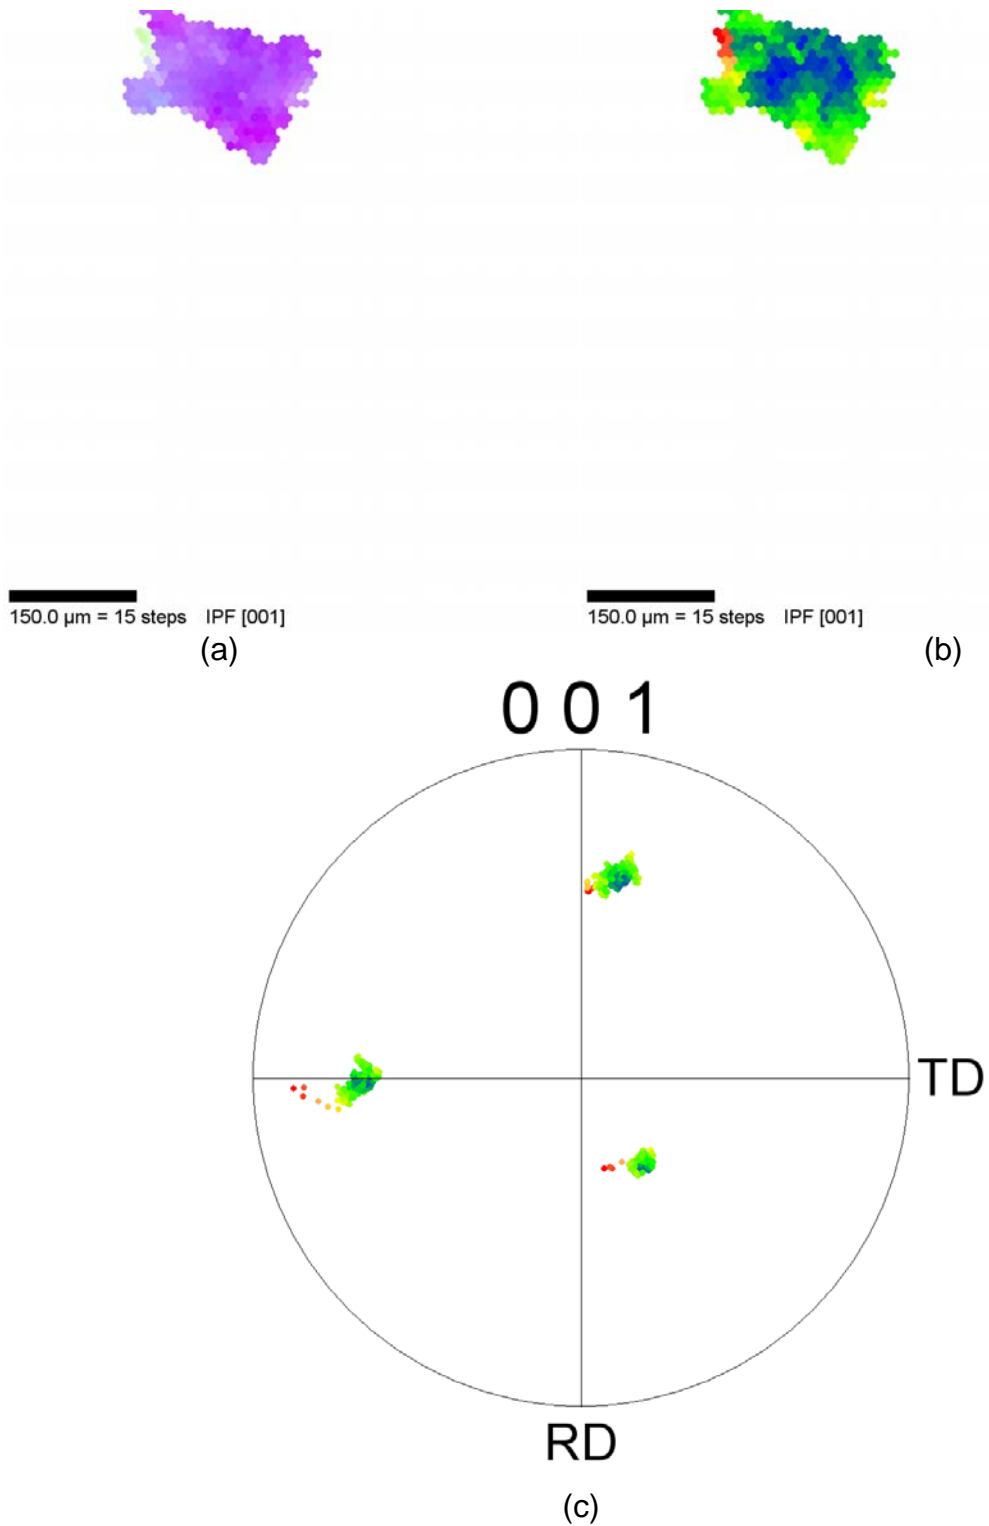 150.0 µm = 15 steps IPF [001]
150.0 µm = 15 steps IPF [001]
(a)
(b)
0 0 1
TD
RD
(c)